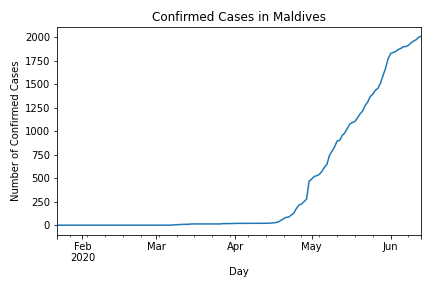 Confirmed Cases in Maldives
Number of Confirmed Cases
2000
1750
1500
1250
1000
750
500
250
0
Feb
2020
Mar
Apr
May
Jun
Day